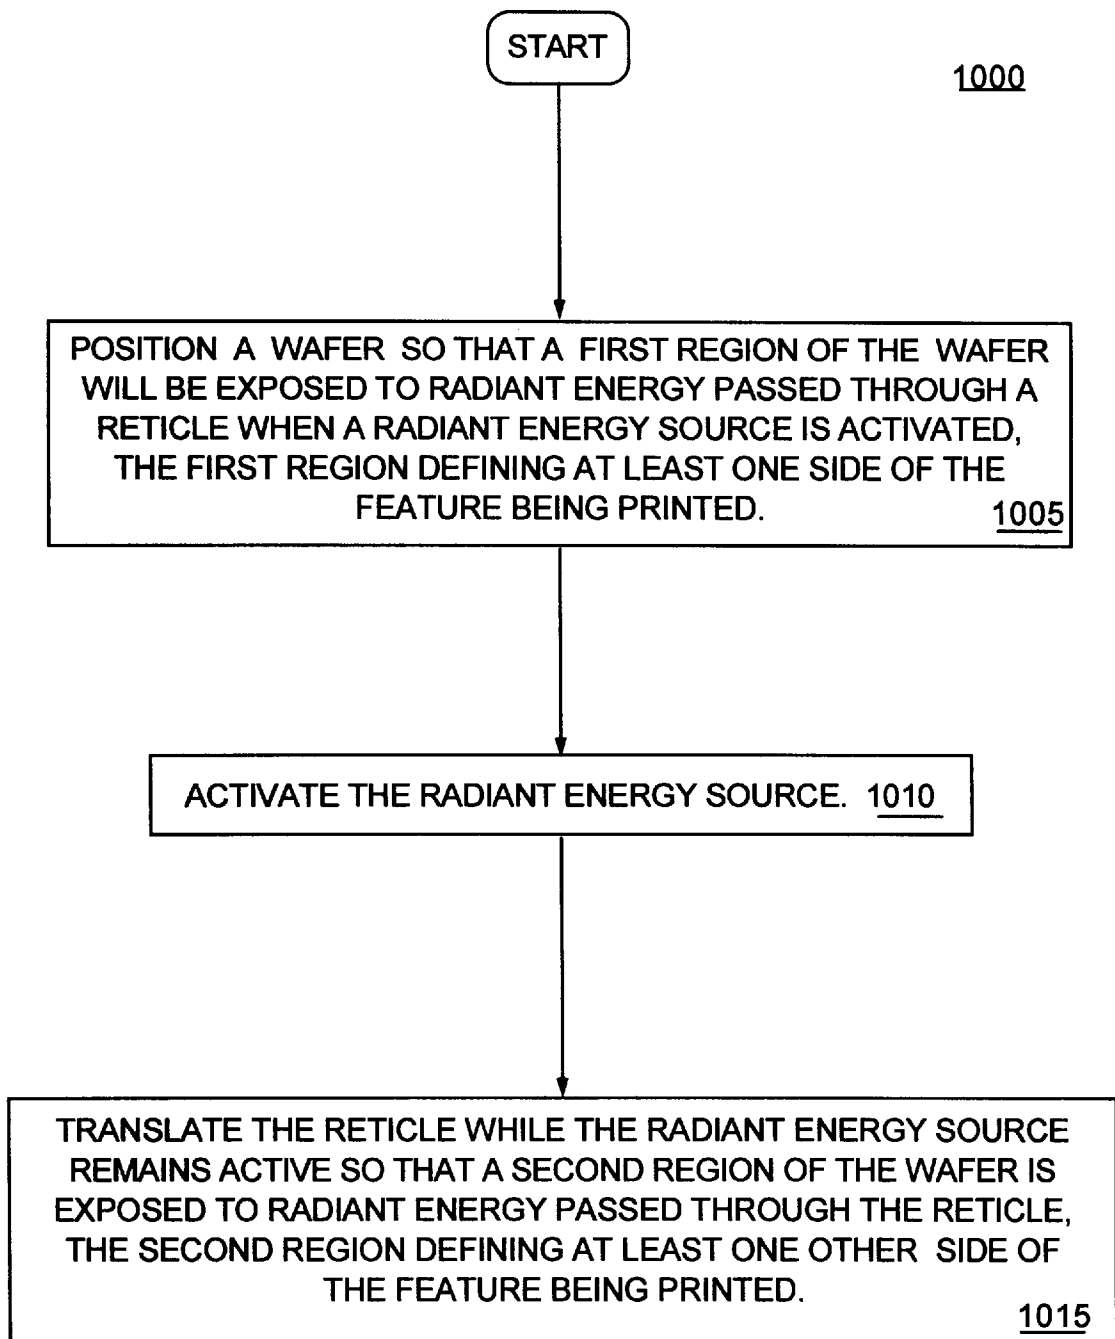 START
1000
POSITION A WAFER SO THAT A FIRST REGION OF THE WAFER
WILL BE EXPOSED TO RADIANT ENERGY PASSED THROUGH A
RETICLE WHEN A RADIANT ENERGY SOURCE IS ACTIVATED,
THE FIRST REGION DEFINING AT LEAST ONE SIDE OF THE
FEATURE BEING PRINTED.
1005
ACTIVATE THE RADIANT ENERGY SOURCE. 1010
TRANSLATE THE RETICLE WHILE THE RADIANT ENERGY SOURCE
REMAINS ACTIVE SO THAT A SECOND REGION OF THE WAFER IS
EXPOSED TO RADIANT ENERGY PASSED THROUGH THE RETICLE,
THE SECOND REGION DEFINING AT LEAST ONE OTHER SIDE OF
THE FEATURE BEING PRINTED.
1015